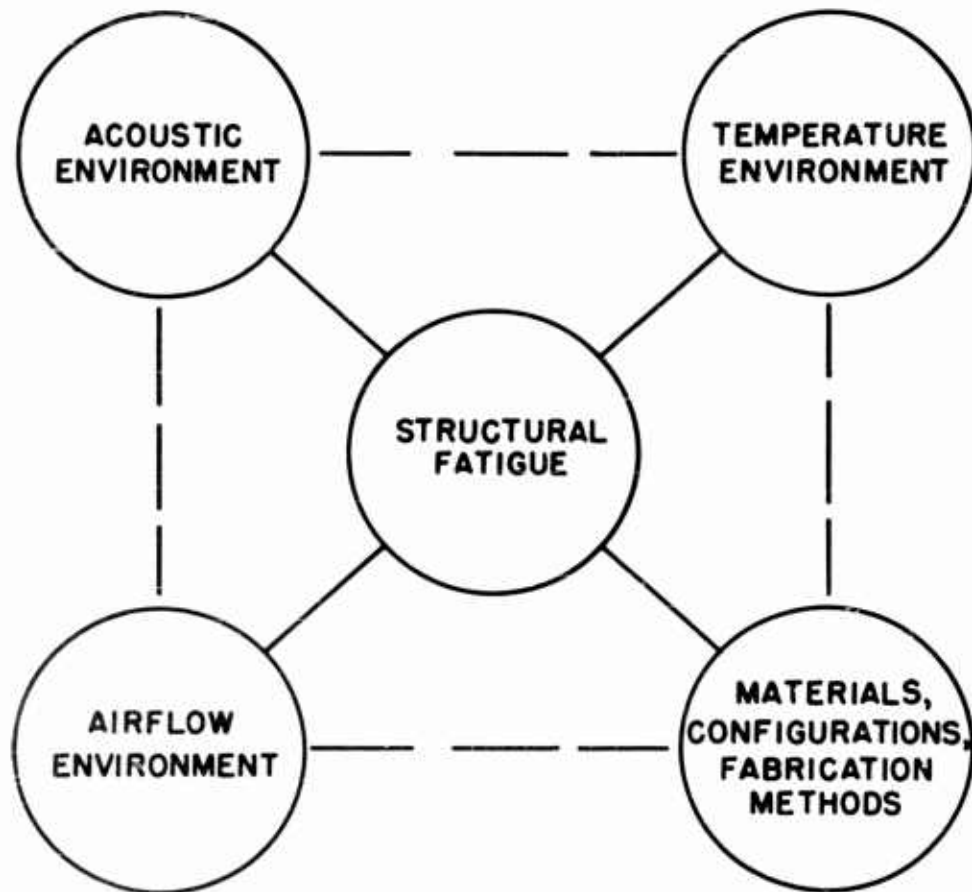 ACOUSTIC
ENVIRONMENT
TEMPERATURE
ENVIRONMENT
STRUCTURAL
FATIGUE
AIRFLOW
ENVIRONMENT
MATERIALS,
CONFIGURATIONS,
FABRICATION
METHODS